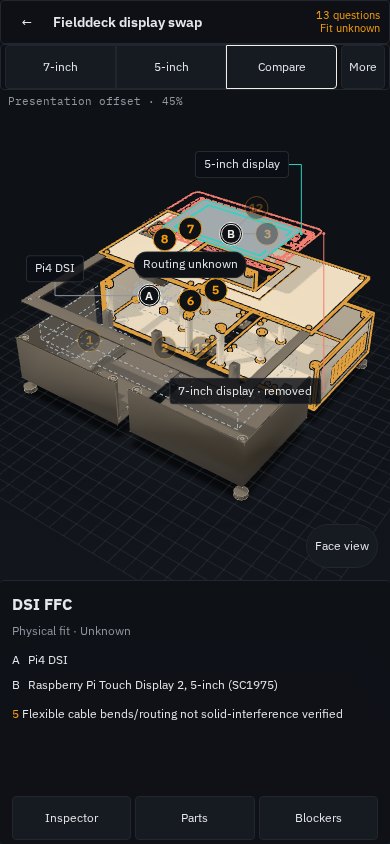 ← Fielddeck display swap
13 questions
Fit unknown
7-inch
5-inch
Compare
More
Presentation offset · 45%
5-inch display
12
7
B
3
8
Routing unknown
Pi4 DSI
A
5
6
1
2
7-inch display · removed
Face view
DSI FFC
Physical fit · Unknown
A Pi4 DSI
B Raspberry Pi Touch Display 2, 5-inch (SC1975)
5 Flexible cable bends/routing not solid-interference verified
Inspector
Parts
Blockers